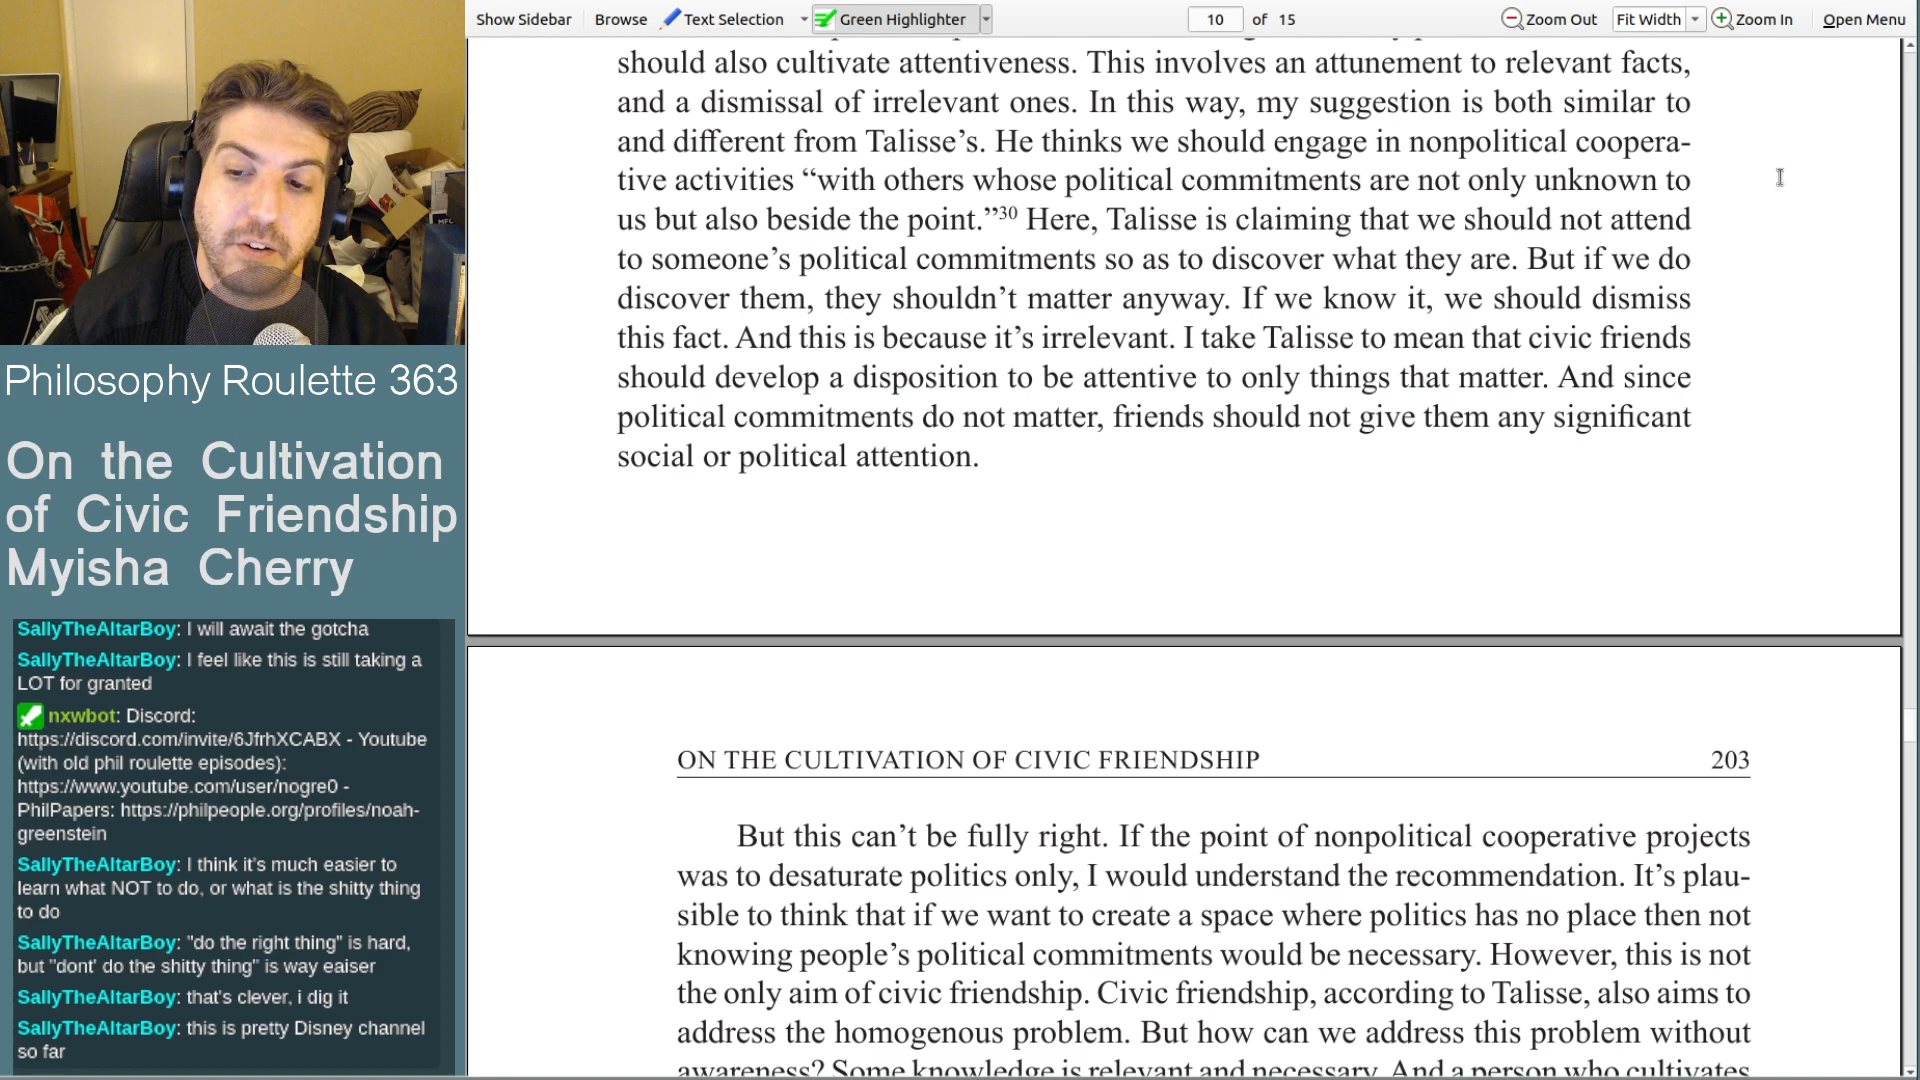 Show Sidebar Browse Text Selection Green Highlighter 10 of 15 Zoom Out Fit Width Zoom In Open Menu
should also cultivate attentiveness. This involves an attunement to relevant facts,
and a dismissal of irrelevant ones. In this way, my suggestion is both similar to
and different from Talisse’s. He thinks we should engage in nonpolitical coopera-
tive activities “with others whose political commitments are not only unknown to
us but also beside the point.”30 Here, Talisse is claiming that we should not attend
to someone’s political commitments so as to discover what they are. But if we do
discover them, they shouldn’t matter anyway. If we know it, we should dismiss
this fact. And this is because it’s irrelevant. I take Talisse to mean that civic friends
should develop a disposition to be attentive to only things that matter. And since
political commitments do not matter, friends should not give them any significant
social or political attention.
ON THE CULTIVATION OF CIVIC FRIENDSHIP 203
But this can’t be fully right. If the point of nonpolitical cooperative projects
was to desaturate politics only, I would understand the recommendation. It’s plau-
sible to think that if we want to create a space where politics has no place then not
knowing people’s political commitments would be necessary. However, this is not
the only aim of civic friendship. Civic friendship, according to Talisse, also aims to
address the homogenous problem. But how can we address this problem without
awareness? Some knowledge is relevant and necessary. And a person who cultivates
Philosophy Roulette 363
On the Cultivation
of Civic Friendship
Myisha Cherry
SallyTheAltarBoy: I will await the gotcha
SallyTheAltarBoy: I feel like this is still taking a
LOT for granted
nxwbot: Discord:
https://discord.com/invite/6JfrhXCABX - Youtube
(with old phil roulette episodes):
https://www.youtube.com/user/nogre0 -
PhilPapers: https://philpeople.org/profiles/noah-
greenstein
SallyTheAltarBoy: I think it's much easier to
learn what NOT to do, or what is the shitty thing
to do
SallyTheAltarBoy: "do the right thing" is hard,
but "dont' do the shitty thing" is way eaiser
SallyTheAltarBoy: that's clever, i dig it
SallyTheAltarBoy: this is pretty Disney channel
so far